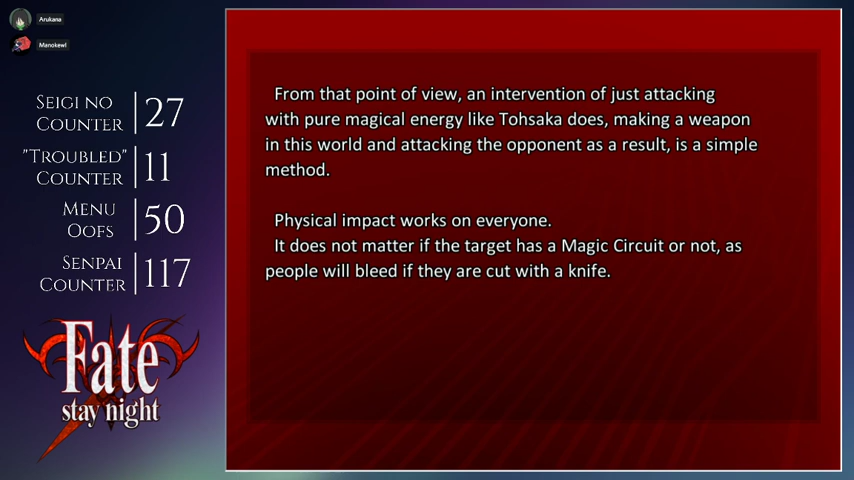 Arukana
Manokewl
SEIGI NO
COUNTER
27
"TROUBLED"
COUNTER
11
MENU
OOFS
50
SENPAI
COUNTER
117
Fate
stay night
From that point of view, an intervention of just attacking
with pure magical energy like Tohsaka does, making a weapon
in this world and attacking the opponent as a result, is a simple
method.
Physical impact works on everyone.
It does not matter if the target has a Magic Circuit or not, as
people will bleed if they are cut with a knife.